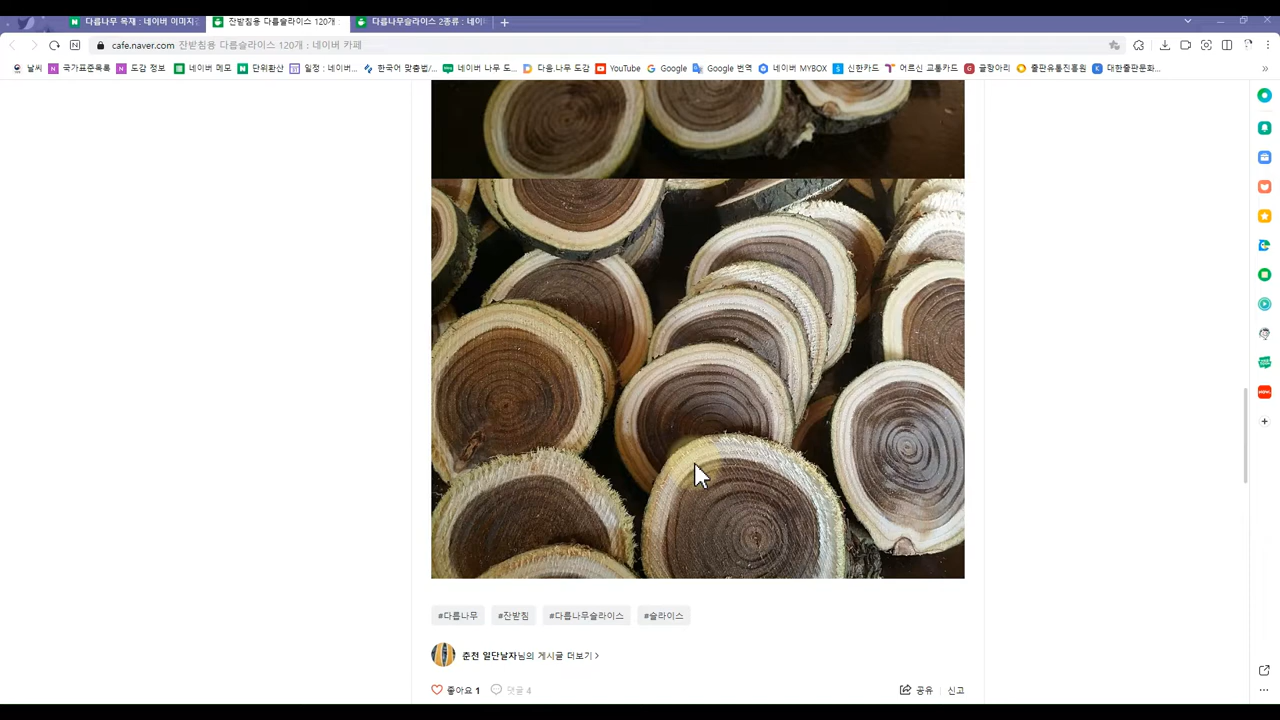 다릅나무 목재 : 네이버 이미지
잔받침용 다릅슬라이스 120개 :
다릅나무슬라이스 2종류 : 네이
cafe.naver.com 잔받침용 다릅슬라이스 120개 : 네이버 카페
날씨 국가표준목록 도감 정보 네이버 메모 단위환산 일정 : 네이버... 한국어 맞춤법/... 네이버 나무 도... 다음.나무 도감 YouTube Google Google 번역 네이버 MYBOX 신한카드 어르신 교통카드 글항아리 출판유통진흥원 대한출판문화...
#다릅나무 #잔받침 #다릅나무슬라이스 #슬라이스
춘천 일단날자님의 게시글 더보기
좋아요 1 댓글 4 공유 신고